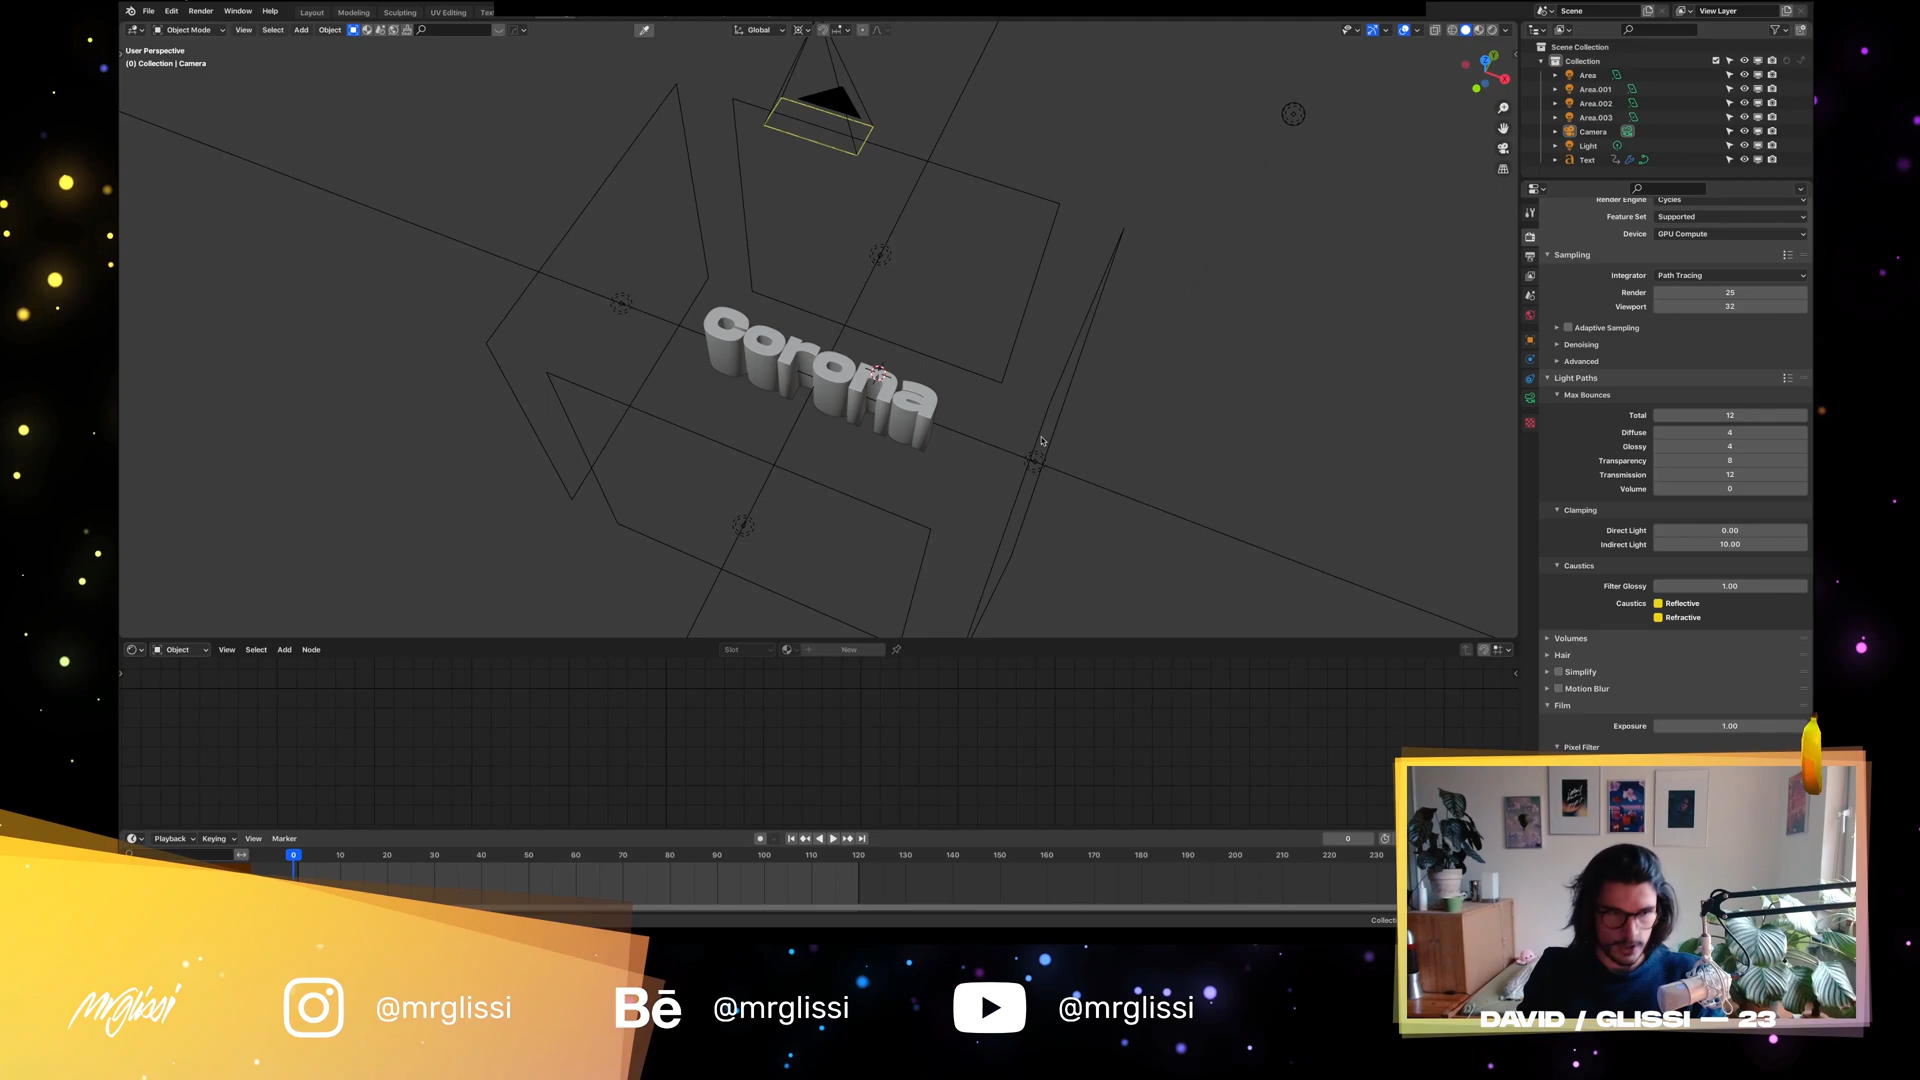 File Edit Render Window Help Layout Modeling Sculpting UV Editing Tex
Scene View Layer
Object Mode View Select Add Object Global
User Perspective
(0) Collection | Camera
Corona
Scene Collection
Collection
Area
Area.001
Area.002
Area.003
Camera
Light
Text
Render Engine Cycles
Feature Set Supported
Device GPU Compute
Sampling
Integrator Path Tracing
Render 25
Viewport 32
Adaptive Sampling
Denoising
Advanced
Light Paths
Max Bounces
Total 12
Diffuse 4
Glossy 4
Transparency 8
Transmission 12
Volume 0
Clamping
Direct Light 0.00
Indirect Light 10.00
Caustics
Filter Glossy 1.00
Caustics Reflective
Refractive
Volumes
Hair
Simplify
Motion Blur
Film
Exposure 1.00
Pixel Filter
Object View Select Add Node Slot New
Playback Keying View Marker 0
0 10 20 30 40 50 60 70 80 90 100 110 120 130 140 150 160 170 180 190 200 210 220 230
Collecti
mrglissi @mrglissi Bē @mrglissi @mrglissi
DAVID / GLISSI — 23